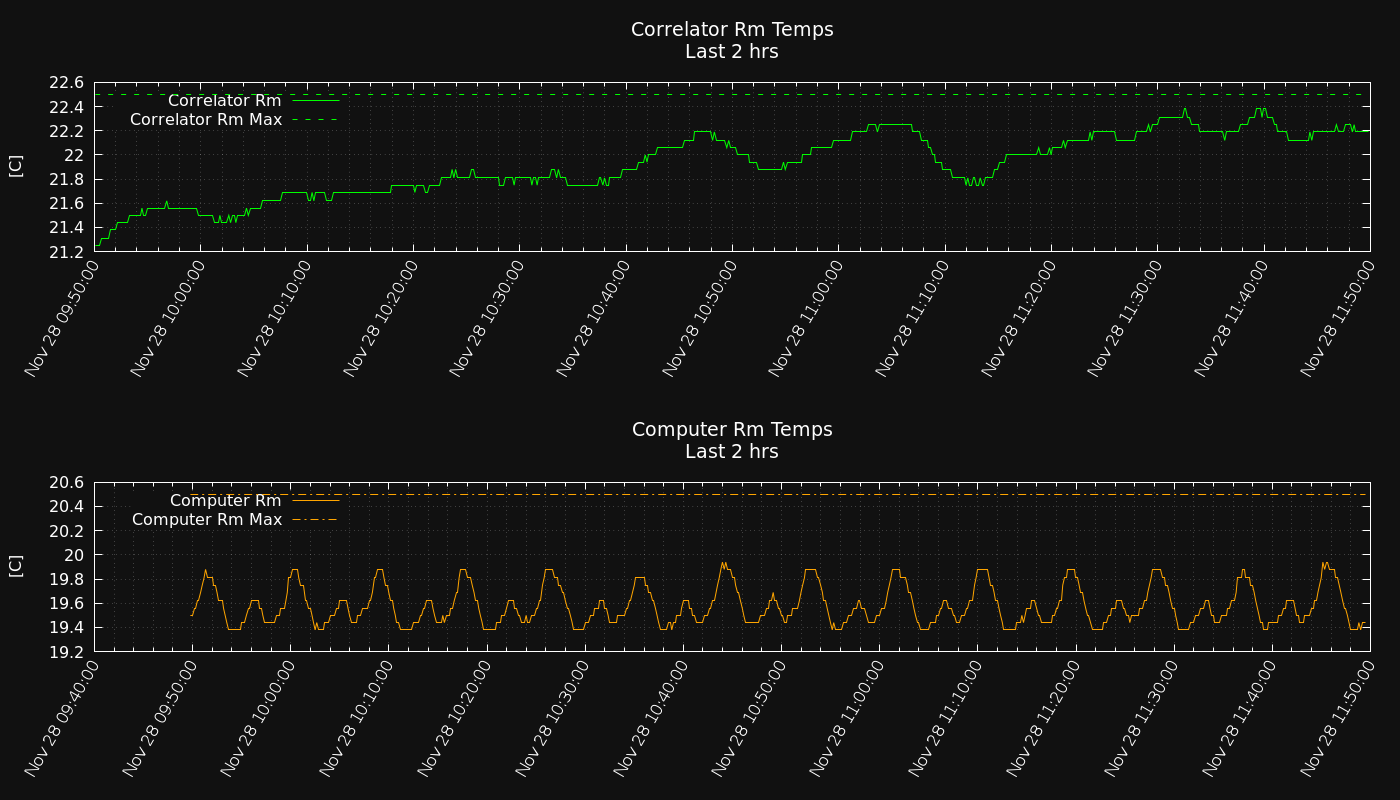 Correlator Rm Temps
Last 2 hrs
22.6
22.4
22.2
22
21.8
21.6
21.4
21.2
[C]
Correlator Rm
Correlator Rm Max
Nov 28 09:50:00
Nov 28 10:00:00
Nov 28 10:10:00
Nov 28 10:20:00
Nov 28 10:30:00
Nov 28 10:40:00
Nov 28 10:50:00
Nov 28 11:00:00
Nov 28 11:10:00
Nov 28 11:20:00
Nov 28 11:30:00
Nov 28 11:40:00
Nov 28 11:50:00
Computer Rm Temps
Last 2 hrs
20.6
20.4
20.2
20
19.8
19.6
19.4
19.2
[C]
Computer Rm
Computer Rm Max
Nov 28 09:40:00
Nov 28 09:50:00
Nov 28 10:00:00
Nov 28 10:10:00
Nov 28 10:20:00
Nov 28 10:30:00
Nov 28 10:40:00
Nov 28 10:50:00
Nov 28 11:00:00
Nov 28 11:10:00
Nov 28 11:20:00
Nov 28 11:30:00
Nov 28 11:40:00
Nov 28 11:50:00